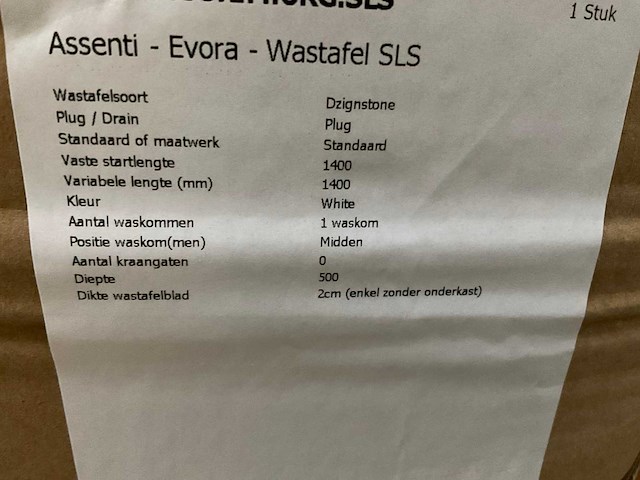 1 Stuk
Assenti - Evora - Wastafel SLS
Wastafelsoort Dzignstone
Plug / Drain Plug
Standaard of maatwerk Standaard
Vaste startlengte 1400
Variabele lengte (mm) 1400
Kleur White
Aantal waskommen 1 waskom
Positie waskom(men) Midden
Aantal kraangaten 0
Diepte 500
Dikte wastafelblad 2cm (enkel zonder onderkast)